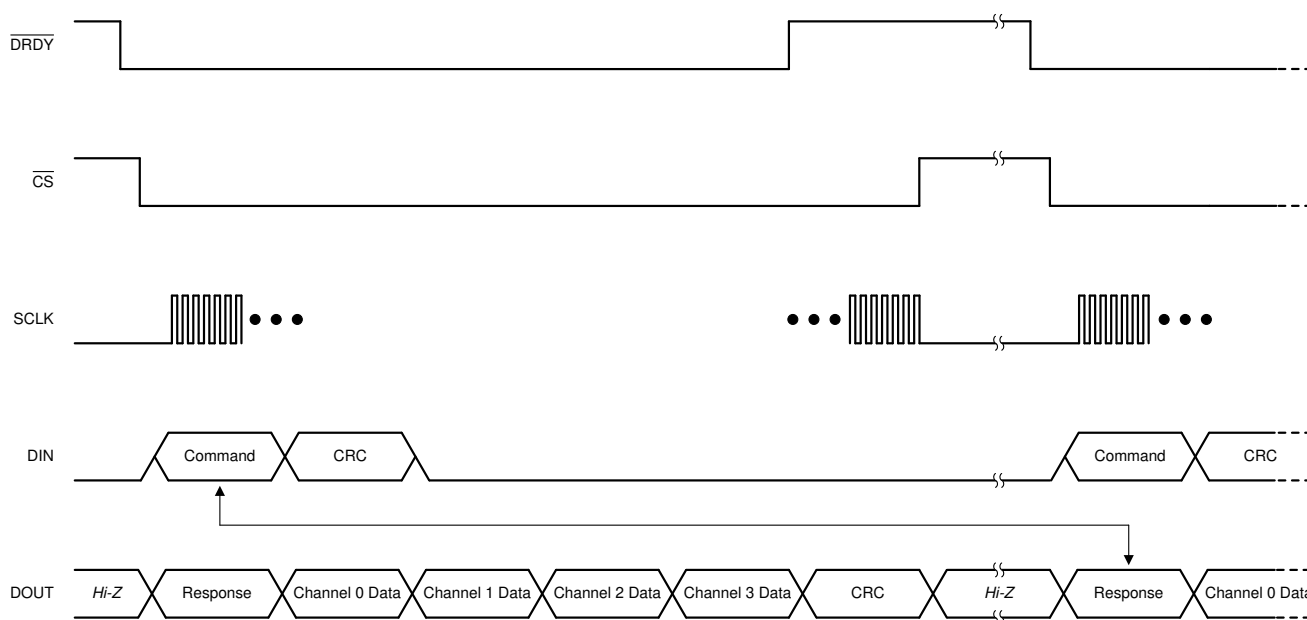 DRDY
CS
SCLK
DIN
Command
CRC
Command
CRC
DOUT
Hi-Z
Response
Channel 0 Data
Channel 1 Data
Channel 2 Data
Channel 3 Data
CRC
Hi-Z
Response
Channel 0 Data